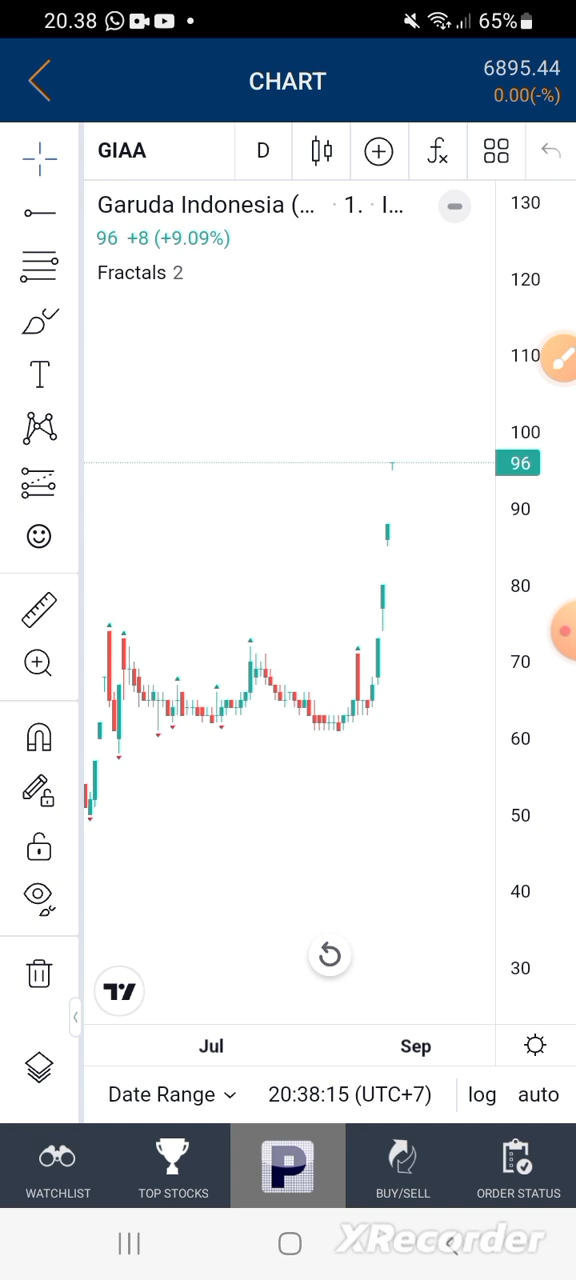 20.38 65%
CHART
6895.44
0.00(-%)
GIAA D
Garuda Indonesia (... · 1. · I...
96 +8 (+9.09%)
Fractals 2
130
120
110
100
96
90
80
70
60
50
40
30
Jul Sep
Date Range 20:38:15 (UTC+7) log auto
WATCHLIST TOP STOCKS BUY/SELL ORDER STATUS
XRecorder